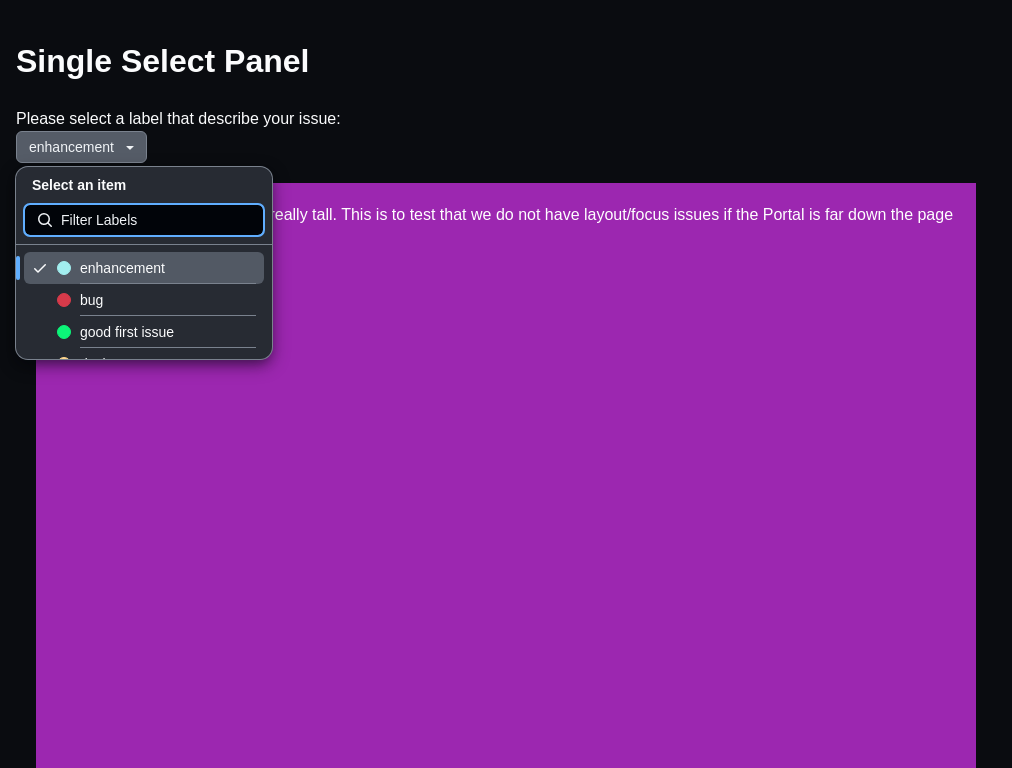 Single Select Panel
Please select a label that describe your issue:
enhancement
Select an item
really tall. This is to test that we do not have layout/focus issues if the Portal is far down the page
Filter Labels
enhancement
bug
good first issue